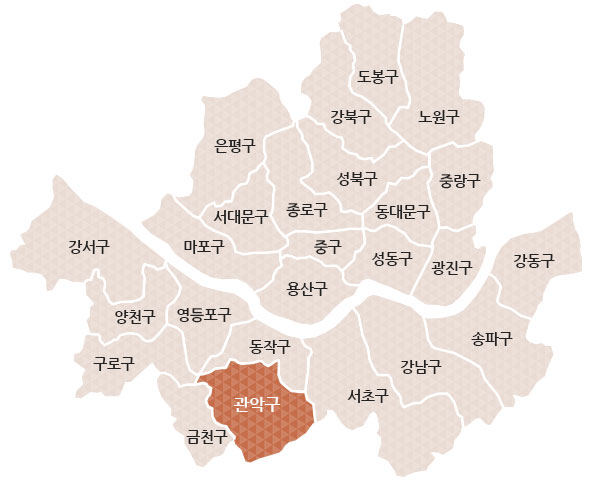 도봉구
강북구
노원구
은평구
성북구
중랑구
서대문구
종로구
동대문구
강서구
마포구
중구
성동구
광진구
강동구
용산구
양천구
영등포구
송파구
동작구
구로구
강남구
서초구
관악구
금천구